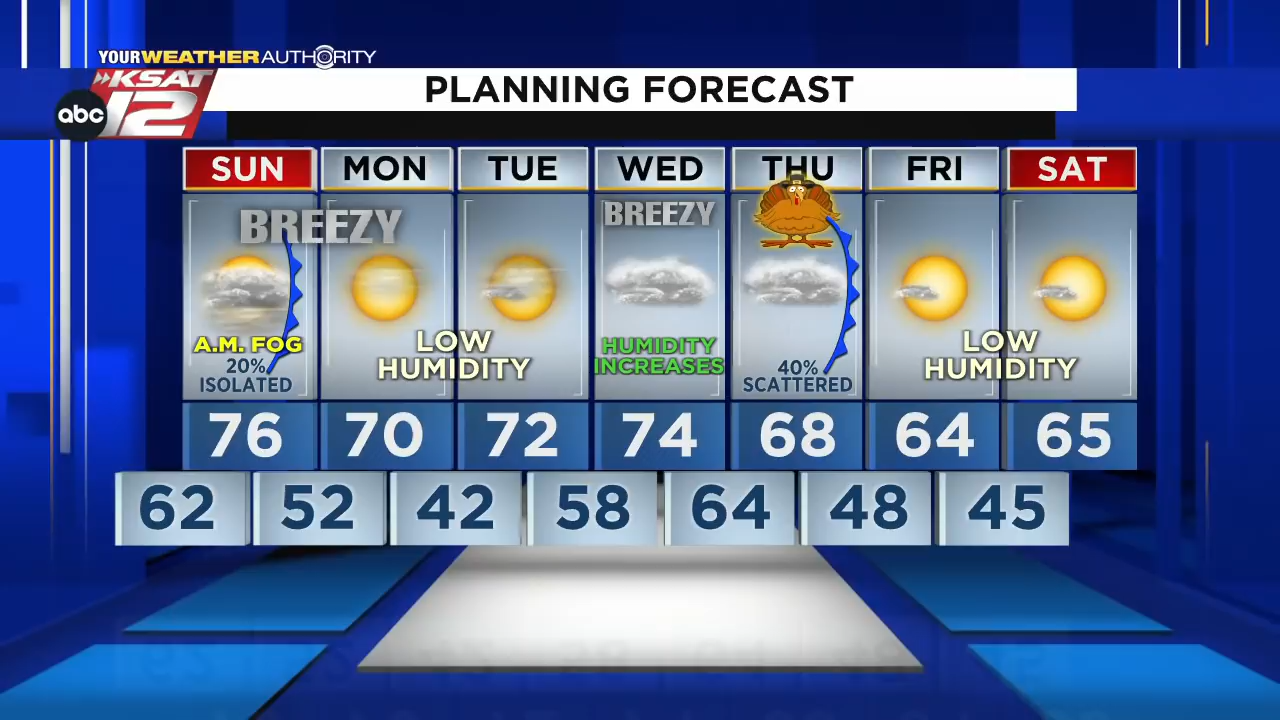 YOUR WEATHER AUTHORITY
KSAT
abc 12
PLANNING FORECAST
SUN MON TUE WED THU FRI SAT
BREEZY BREEZY
A.M. FOG LOW HUMIDITY LOW
20% HUMIDITY INCREASES 40% HUMIDITY
ISOLATED SCATTERED
76 70 72 74 68 64 65
62 52 42 58 64 48 45